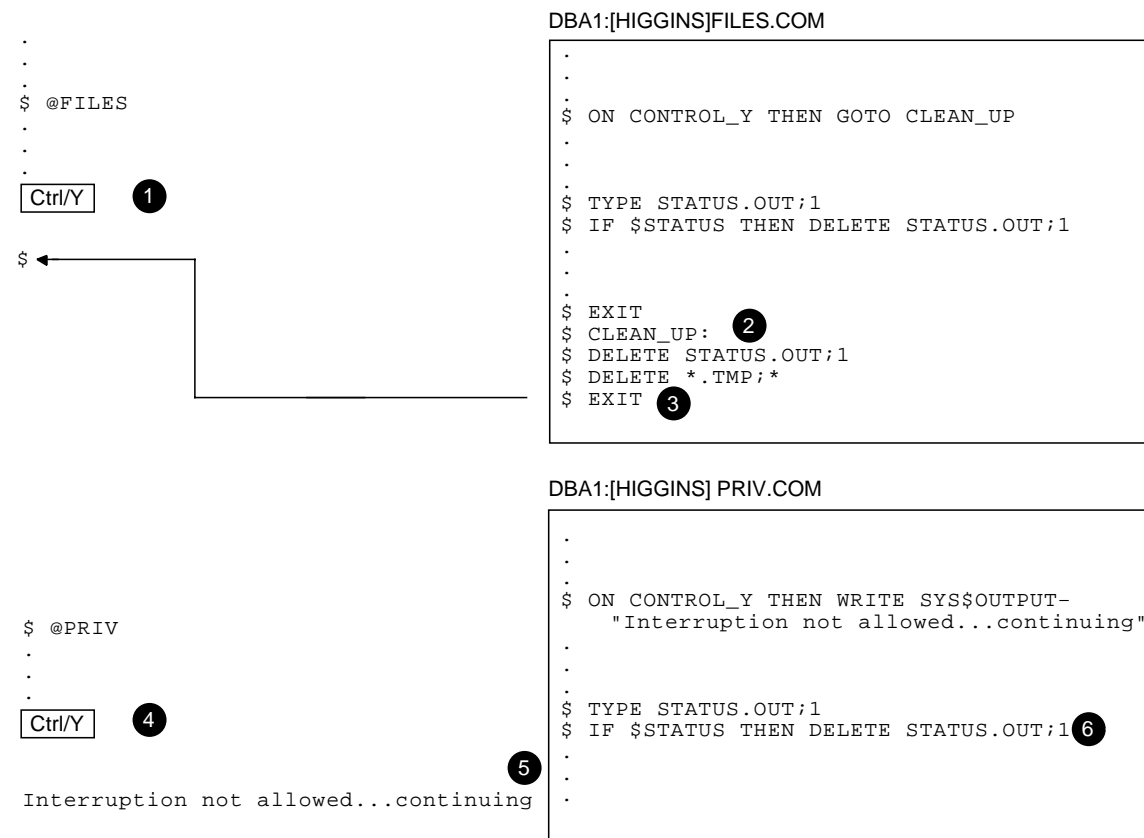 DBA1:[HIGGINS]FILES.COM
.
.
.
$ @FILES
.
.
.
Ctrl/Y 1
$
.
.
.
$ ON CONTROL_Y THEN GOTO CLEAN_UP
.
.
.
$ TYPE STATUS.OUT;1
$ IF $STATUS THEN DELETE STATUS.OUT;1
.
.
.
$ EXIT
$ CLEAN_UP: 2
$ DELETE STATUS.OUT;1
$ DELETE *.TMP;*
$ EXIT 3
DBA1:[HIGGINS] PRIV.COM
$ @PRIV
.
.
.
Ctrl/Y 4
5
Interruption not allowed...continuing
.
.
.
$ ON CONTROL_Y THEN WRITE SYS$OUTPUT-
"Interruption not allowed...continuing"
.
.
.
$ TYPE STATUS.OUT;1
$ IF $STATUS THEN DELETE STATUS.OUT;1 6
.
.
.